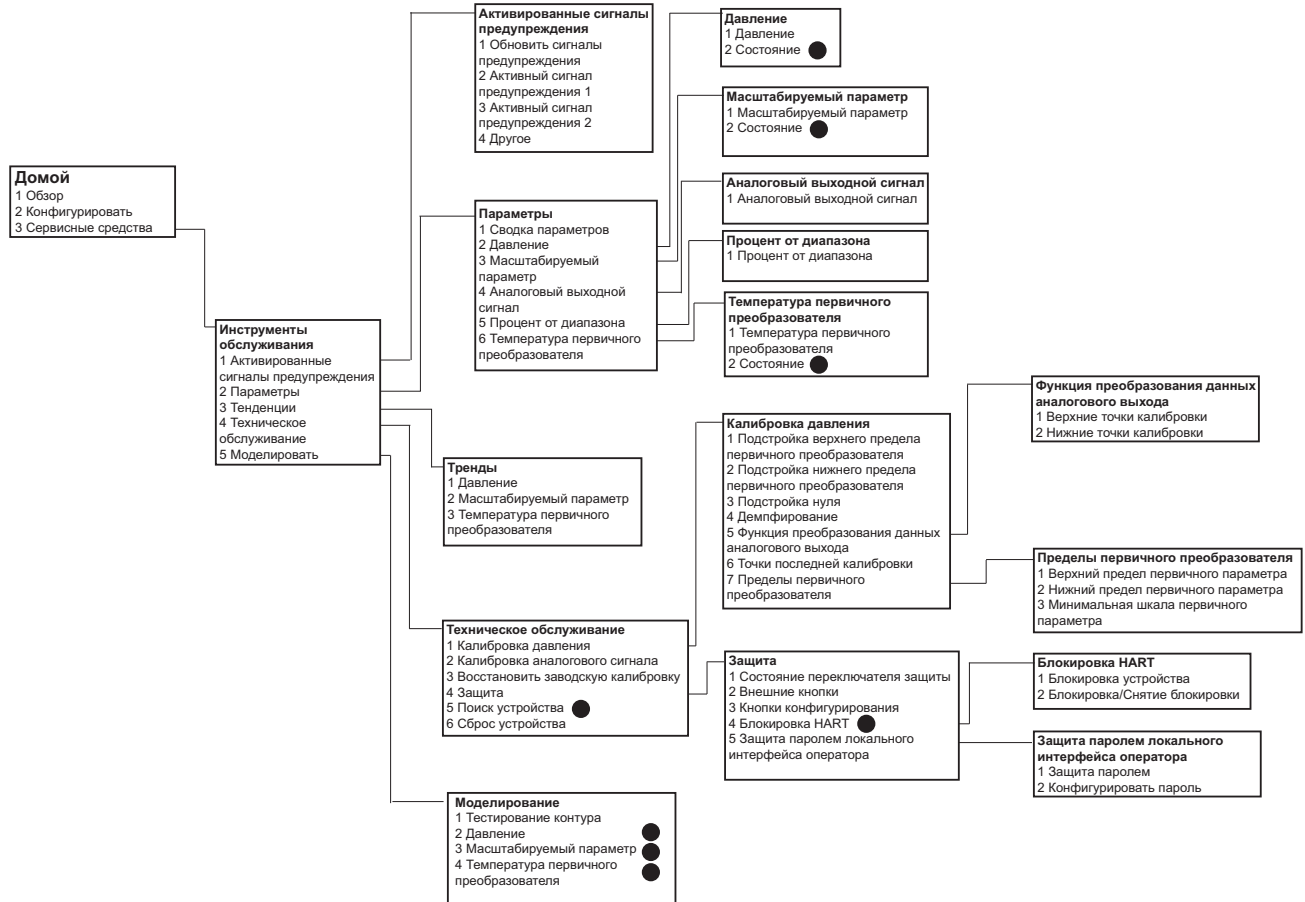 Домой
1 Обзор
2 Конфигурировать
3 Сервисные средства
Инструменты
обслуживания
1 Активированные
сигналы предупреждения
2 Параметры
3 Тенденции
4 Техническое
обслуживание
5 Моделировать
Активированные сигналы
предупреждения
1 Обновить сигналы
предупреждения
2 Активный сигнал
предупреждения 1
3 Активный сигнал
предупреждения 2
4 Другое
Параметры
1 Сводка параметров
2 Давление
3 Масштабируемый
параметр
4 Аналоговый выходной
сигнал
5 Процент от диапазона
6 Температура первичного
преобразователя
Тренды
1 Давление
2 Масштабируемый параметр
3 Температура первичного
преобразователя
Техническое обслуживание
1 Калибровка давления
2 Калибровка аналогового сигнала
3 Восстановить заводскую калибровку
4 Защита
5 Поиск устройства
6 Сброс устройства
Моделирование
1 Тестирование контура
2 Давление
3 Масштабируемый параметр
4 Температура первичного
преобразователя
Давление
1 Давление
2 Состояние
Масштабируемый параметр
1 Масштабируемый параметр
2 Состояние
Аналоговый выходной сигнал
1 Аналоговый выходной сигнал
Процент от диапазона
1 Процент от диапазона
Температура первичного
преобразователя
1 Температура первичного
преобразователя
2 Состояние
Калибровка давления
1 Подстройка верхнего предела
первичного преобразователя
2 Подстройка нижнего предела
первичного преобразователя
3 Подстройка нуля
4 Демпфирование
5 Функция преобразования данных
аналогового выхода
6 Точки последней калибровки
7 Пределы первичного
преобразователя
Защита
1 Состояние переключателя защиты
2 Внешние кнопки
3 Кнопки конфигурирования
4 Блокировка HART
5 Защита паролем локального
интерфейса оператора
Функция преобразования данных
аналогового выхода
1 Верхние точки калибровки
2 Нижние точки калибровки
Пределы первичного преобразователя
1 Верхний предел первичного параметра
2 Нижний предел первичного параметра
3 Минимальная шкала первичного
параметра
Блокировка HART
1 Блокировка устройства
2 Блокировка/Снятие блокировки
Защита паролем локального
интерфейса оператора
1 Защита паролем
2 Конфигурировать пароль